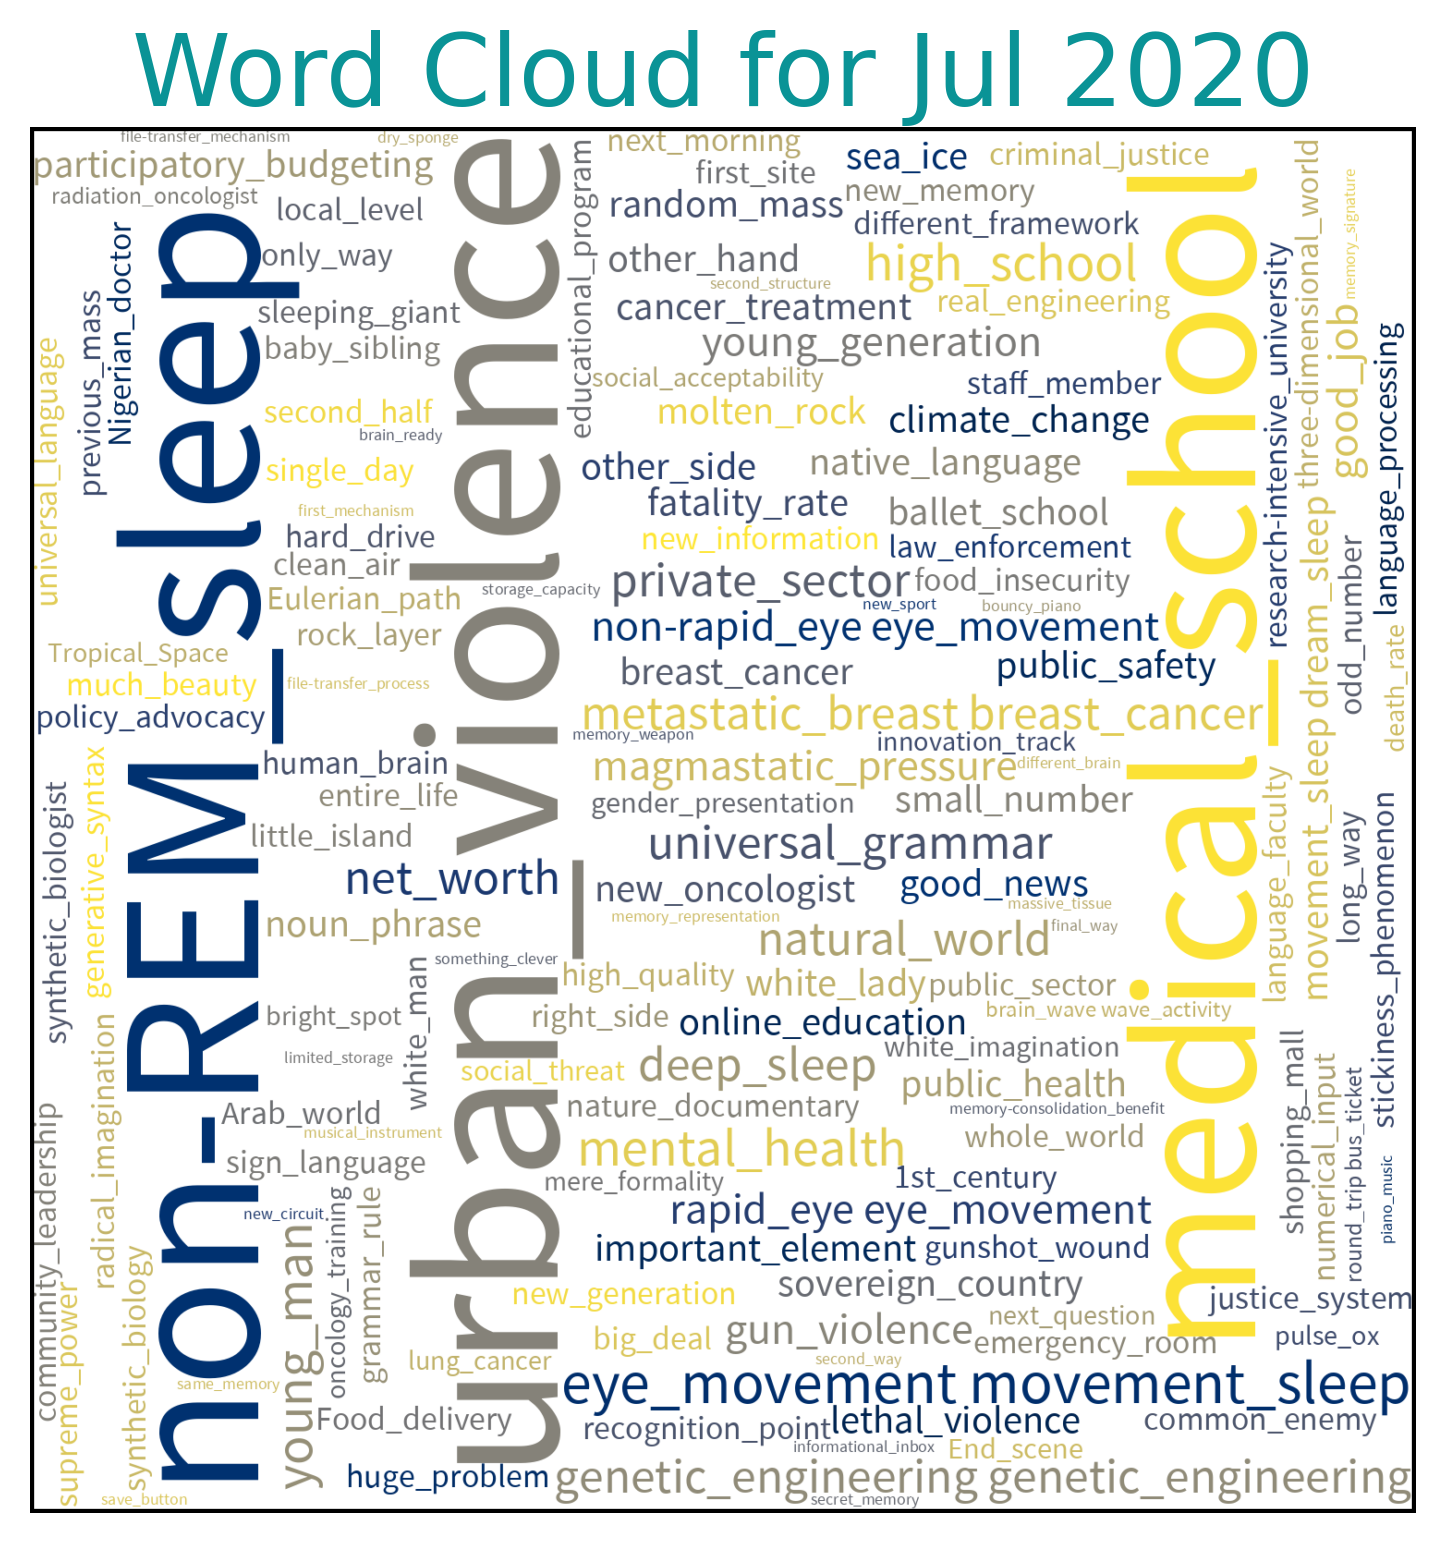 Word Cloud for Jul 2020
file-transfer_mechanism
dry_sponge
next_morning
participatory_budgeting
first_site
sea_ice
criminal_justice
radiation_oncologist
local_level
random_mass
new_memory
different_framework
only_way
other_hand
high_school
second_structure
sleeping_giant
cancer_treatment
real_engineering
baby_sibling
young_generation
social_acceptability
staff_member
second_half
molten_rock
climate_change
brain_ready
single_day
other_side
native_language
first_mechanism
fatality_rate
ballet_school
hard_drive
new_information
law_enforcement
clean_air
storage_capacity
private_sector
food_insecurity
Eulerian_path
new_sport
bouncy_piano
rock_layer
non-rapid_eye eye_movement
Tropical_Space
breast_cancer
public_safety
much_beauty
file-transfer_process
policy_advocacy
metastatic_breast breast_cancer_
memory_weapon
innovation_track
human_brain
magmastatic_pressure
different_brain
entire_life
gender_presentation
small_number
little_island
universal_grammar
net_worth
new_oncologist
good_news
massive_tissue
noun_phrase
memory_representation
natural_world
final_way
something_clever
high_quality
white_lady
public_sector
bright_spot
right_side
online_education
brain_wave wave_activity
limited_storage
social_threat
deep_sleep
white_imagination
public_health
Arab_world
nature_documentary
memory-consolidation_benefit
musical_instrument
mental_health
whole_world
sign_language
mere_formality
1st_century
new_circuit
rapid_eye eye_movement
important_element
gunshot_wound
new_generation
sovereign_country
justice_system
big_deal
gun_violence
next_question
pulse_ox
emergency_room
lung_cancer
second_way
same_memory
eye_movement movement_sleep
Food_delivery
recognition_point
lethal_violence
common_enemy
informational_inbox
End_scene
huge_problem
genetic_engineering genetic_engineering
save_button
secret_memory
universal_language
previous_mass
Nigerian_doctor
non-REM_sleep
urban_violence
educational_program
medical_school
research-intensive_university
three-dimensional_world
memory_signature
good_job
language_processing
movement_sleep dream_sleep
odd_number
death_rate
synthetic_biologist
generative_syntax
language_faculty
long_way
stickiness_phenomenon
white_man
community_leadership
radical_imagination
shopping_mall
numerical_input
round_trip bus_ticket
piano_music
supreme_power
synthetic_biology
young_man
oncology_training
grammar_rule